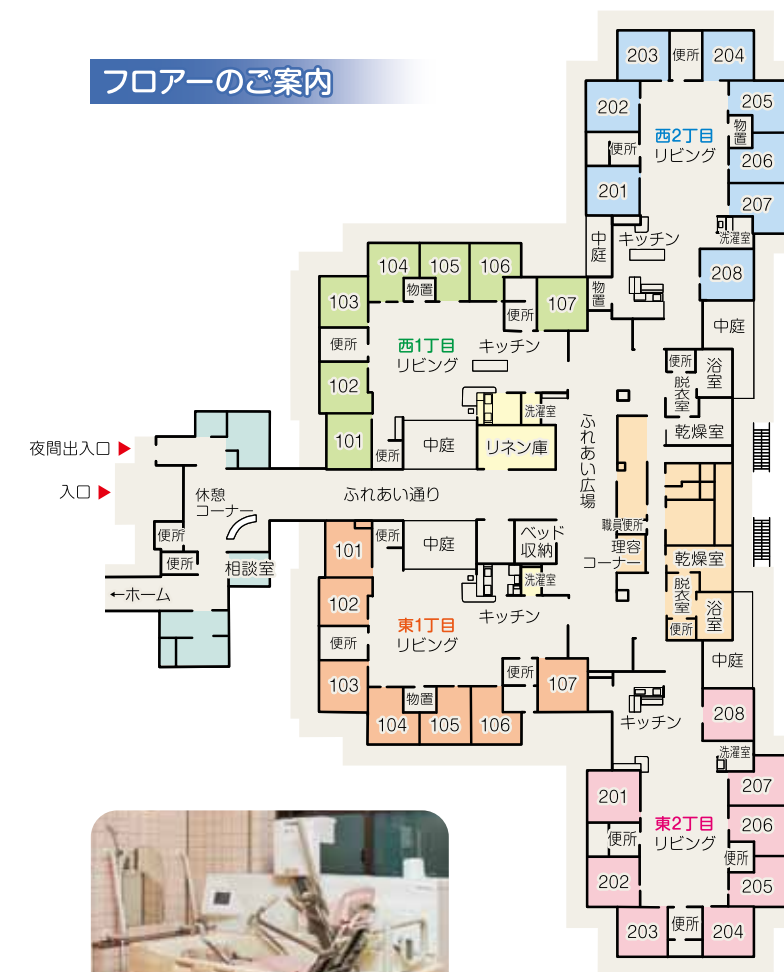 フロアーのご案内
203
便所
204
202
205
西2丁目
リビング
物置
便所
206
201
207
中庭
キッチン
洗濯室
208
物置
中庭
104
105
106
103
物置
便所
107
便所
西1丁目
リビング
キッチン
102
洗濯室
101
便所
中庭
リネン庫
便所
浴室
脱衣室
乾燥室
ふれあい広場
夜間出入口
入口
休憩
コーナー
ふれあい通り
便所
便所
相談室
←ホーム
職員便所
理容
コーナー
乾燥室
脱衣室
浴室
便所
中庭
101
便所
中庭
ベッド
収納
洗濯室
102
キッチン
東1丁目
リビング
便所
103
物置
便所
107
104
105
106
キッチン
208
洗濯室
201
207
東2丁目
リビング
206
便所
便所
202
205
203
便所
204